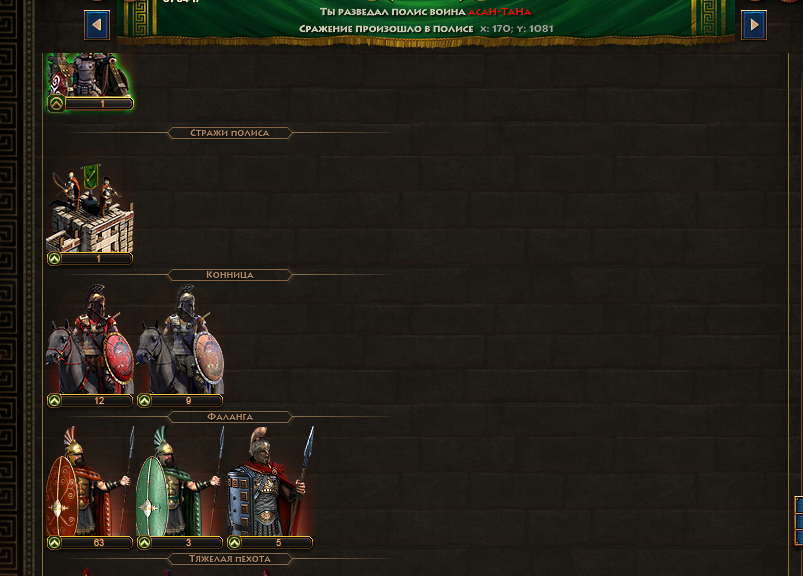 Ты разведал полис воина асаН-ТаНа
Сражение произошло в полисе X: 170; Y: 1081
1
Стражи полиса
1
Конница
12 9
Фаланга
63 3 5
Тяжелая пехота